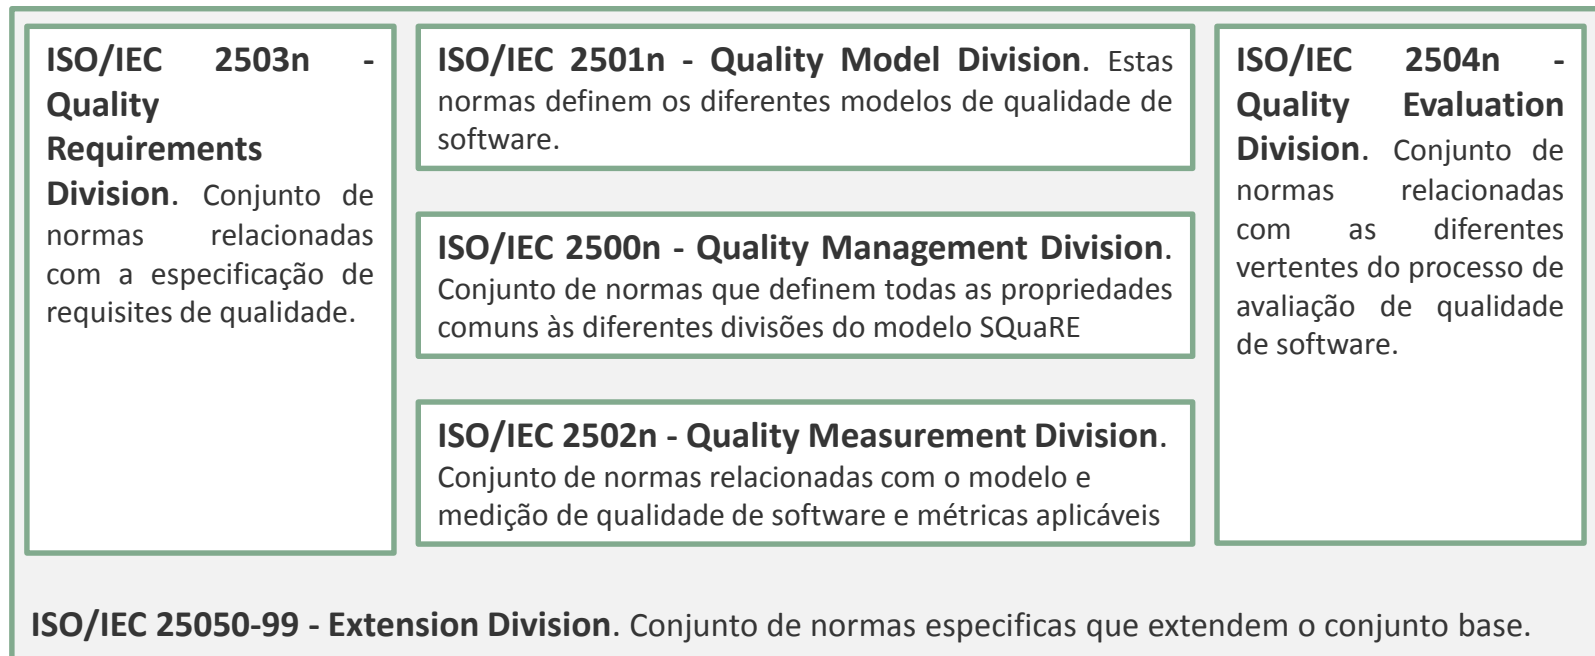 ISO/IEC 2503n -
Quality
Requirements
Division. Conjunto de
normas relacionadas
com a especificação de
requisites de qualidade.
ISO/IEC 2501n - Quality Model Division. Estas
normas definem os diferentes modelos de qualidade de
software.
ISO/IEC 2500n - Quality Management Division.
Conjunto de normas que definem todas as propriedades
comuns às diferentes divisões do modelo SQuaRE
ISO/IEC 2502n - Quality Measurement Division.
Conjunto de normas relacionadas com o modelo e
medição de qualidade de software e métricas aplicáveis
ISO/IEC 2504n -
Quality Evaluation
Division. Conjunto de
normas relacionadas
com as diferentes
vertentes do processo de
avaliação de qualidade
de software.
ISO/IEC 25050-99 - Extension Division. Conjunto de normas especificas que extendem o conjunto base.